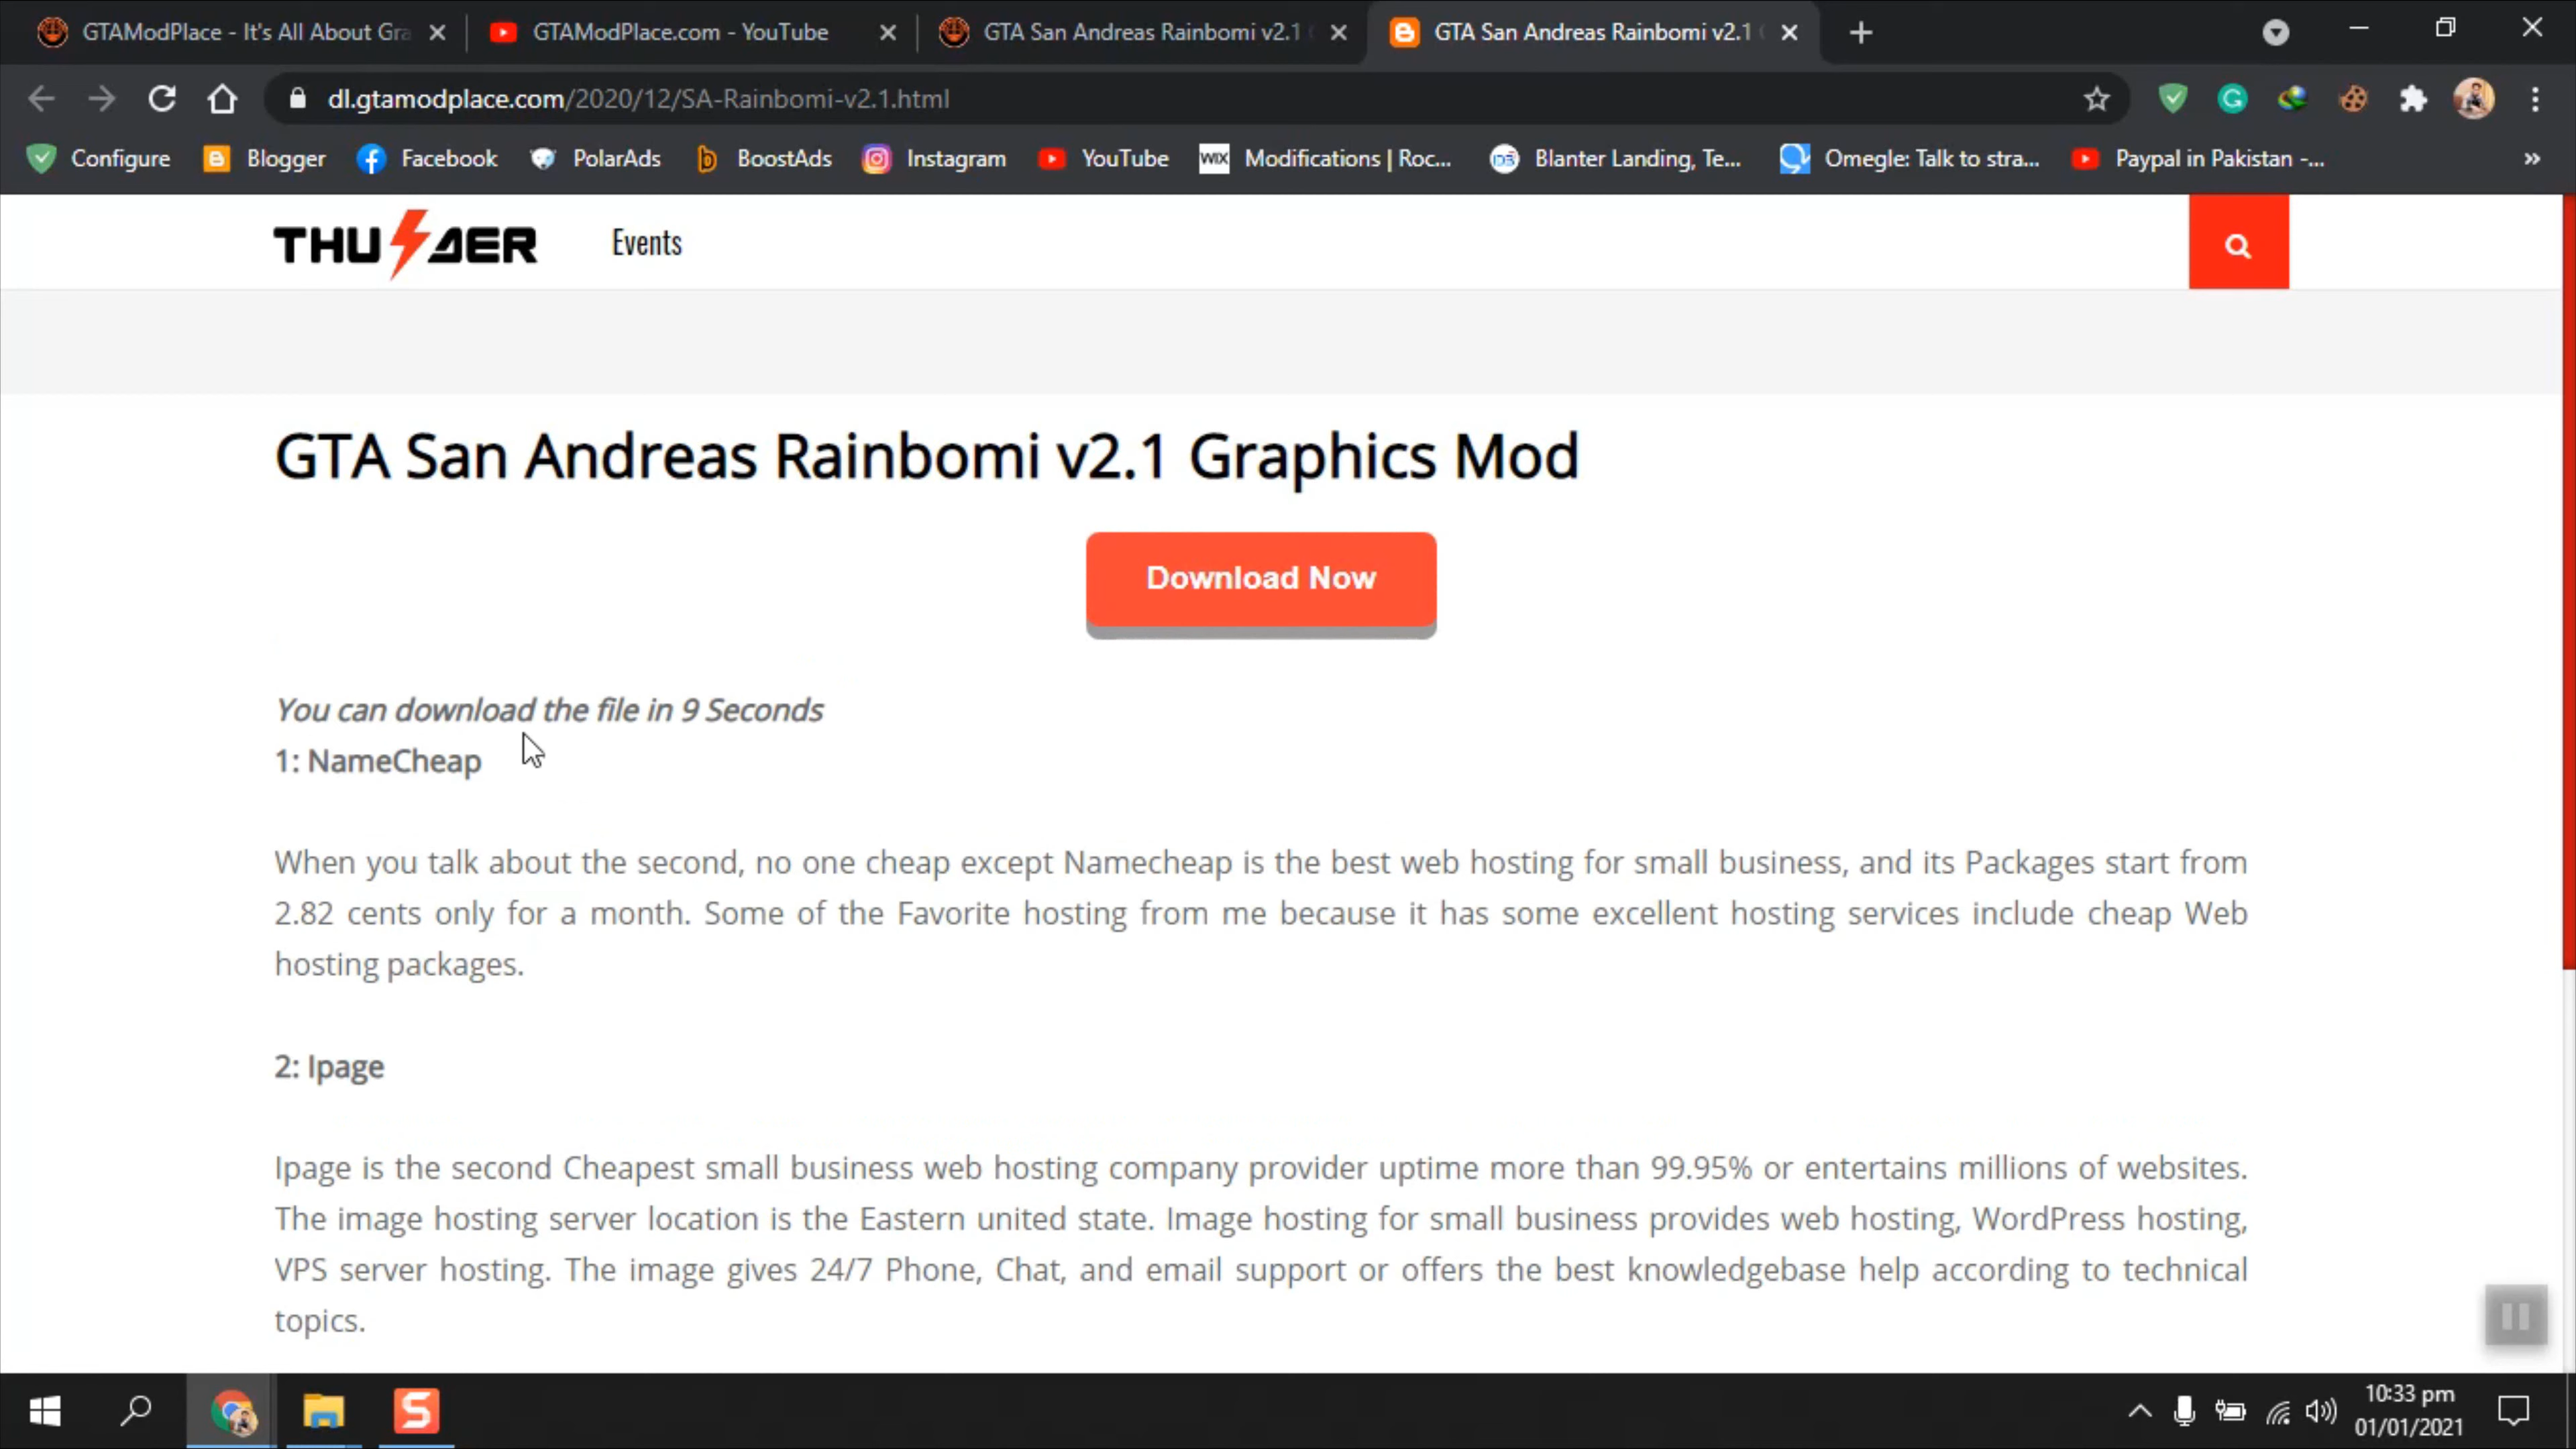 GTAModPlace - It's All About Gra
GTAModPlace.com - YouTube
GTA San Andreas Rainbomi v2.1
GTA San Andreas Rainbomi v2.1
dl.gtamodplace.com/2020/12/SA-Rainbomi-v2.1.html
Configure
Blogger
Facebook
PolarAds
BoostAds
Instagram
YouTube
WIX
Modifications | Roc...
Blanter Landing, Te...
Omegle: Talk to stra...
Paypal in Pakistan -...
THUNDER
Events
GTA San Andreas Rainbomi v2.1 Graphics Mod
Download Now
You can download the file in 9 Seconds
1: NameCheap
When you talk about the second, no one cheap except Namecheap is the best web hosting for small business, and its Packages start from
2.82 cents only for a month. Some of the Favorite hosting from me because it has some excellent hosting services include cheap Web
hosting packages.
2: Ipage
Ipage is the second Cheapest small business web hosting company provider uptime more than 99.95% or entertains millions of websites.
The image hosting server location is the Eastern united state. Image hosting for small business provides web hosting, WordPress hosting,
VPS server hosting. The image gives 24/7 Phone, Chat, and email support or offers the best knowledgebase help according to technical
topics.
10:33 pm
01/01/2021